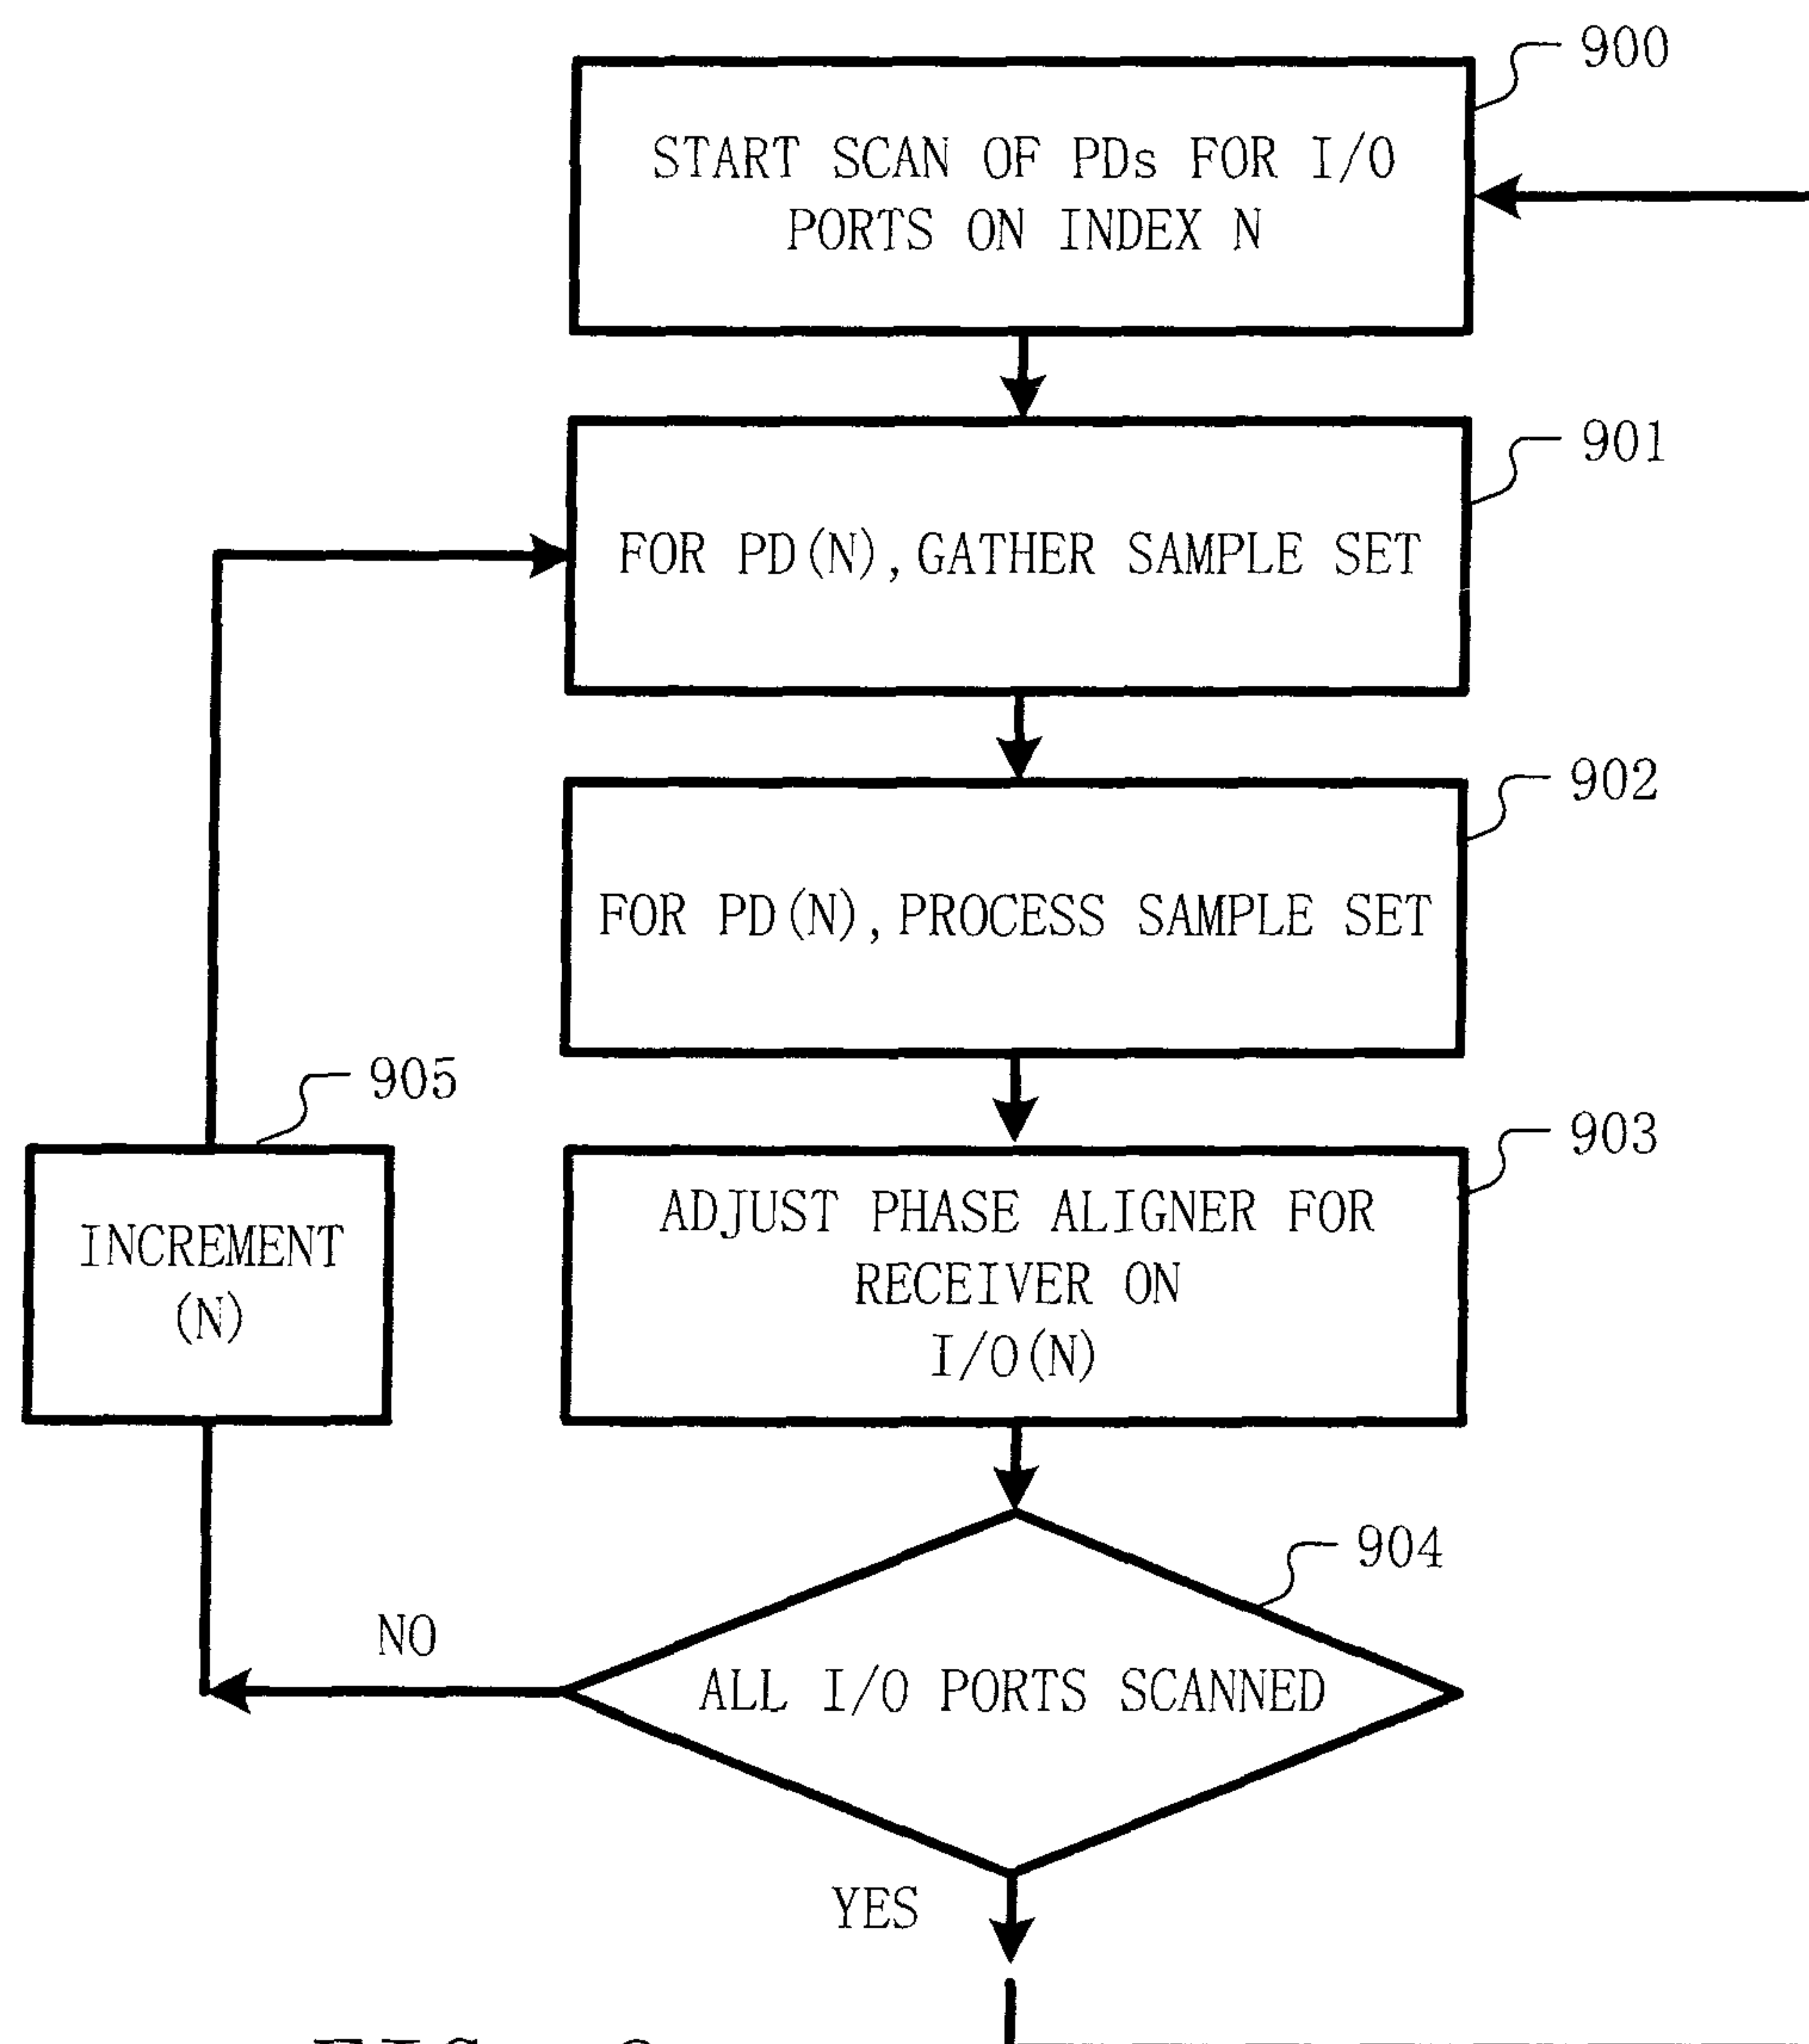 900
START SCAN OF PDs FOR I/O
PORTS ON INDEX N
901
FOR PD(N), GATHER SAMPLE SET
902
FOR PD(N), PROCESS SAMPLE SET
905
903
INCREMENT
(N)
ADJUST PHASE ALIGNER FOR
RECEIVER ON
I/O(N)
904
NO
ALL I/O PORTS SCANNED
YES